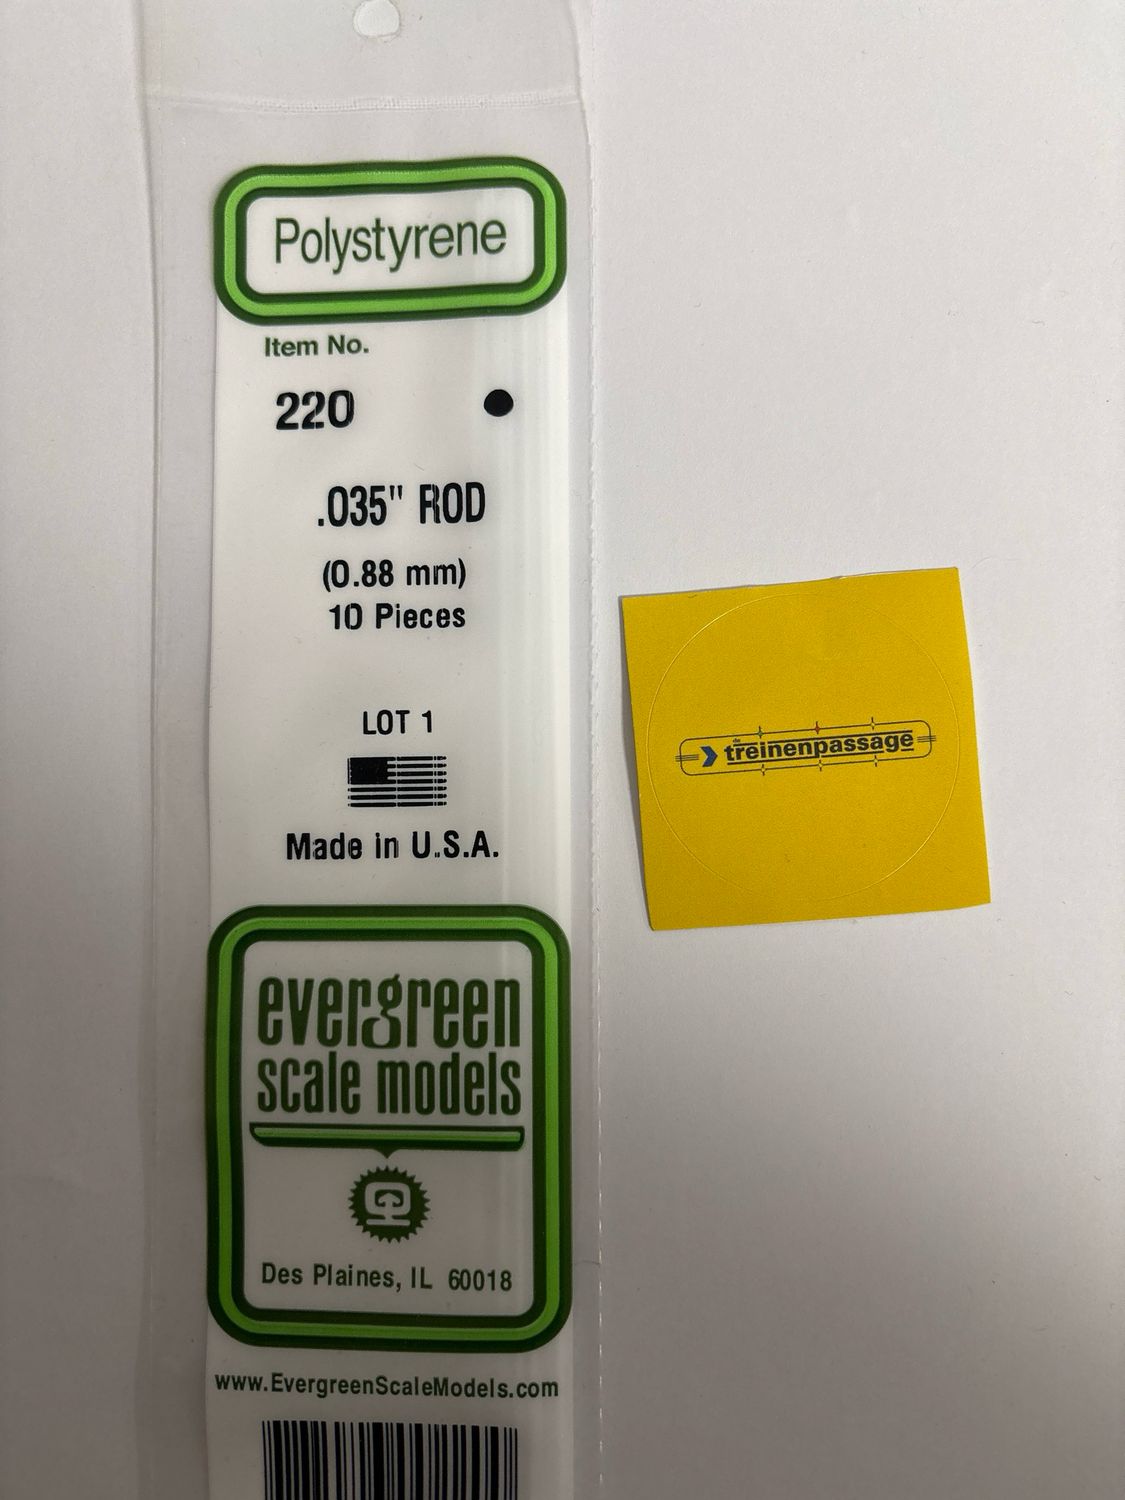 Polystyrene
Item No.
220
.035" ROD
(0.88 mm)
10 Pieces
LOT 1
Made in U.S.A.
evergreen
scale models
Des Plaines, IL 60018
www.EvergreenScaleModels.com
de
treinenpassage